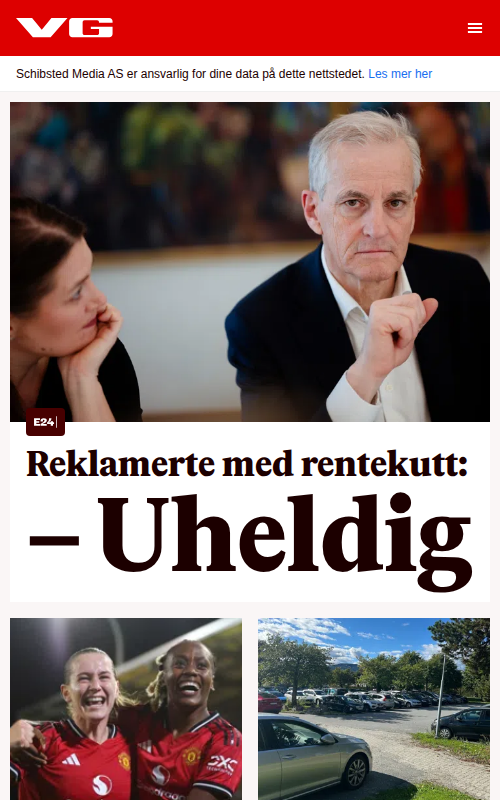 VG
Schibsted Media AS er ansvarlig for dine data på dette nettstedet. Les mer her
E24
Reklamerte med rentekutt:
– Uheldig